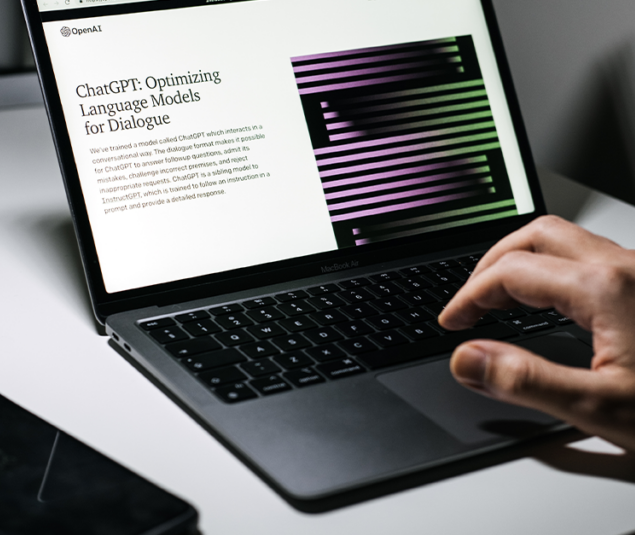 OpenAI
ChatGPT: Optimizing
Language Models
for Dialogue
We've trained a model called ChatGPT which interacts in a
conversational way. The dialogue format makes it possible
for ChatGPT to answer followup questions, admit its
mistakes, challenge incorrect premises, and reject
inappropriate requests. ChatGPT is a sibling model to
InstructGPT, which is trained to follow an instruction in a
prompt and provide a detailed response.
MacBook Air